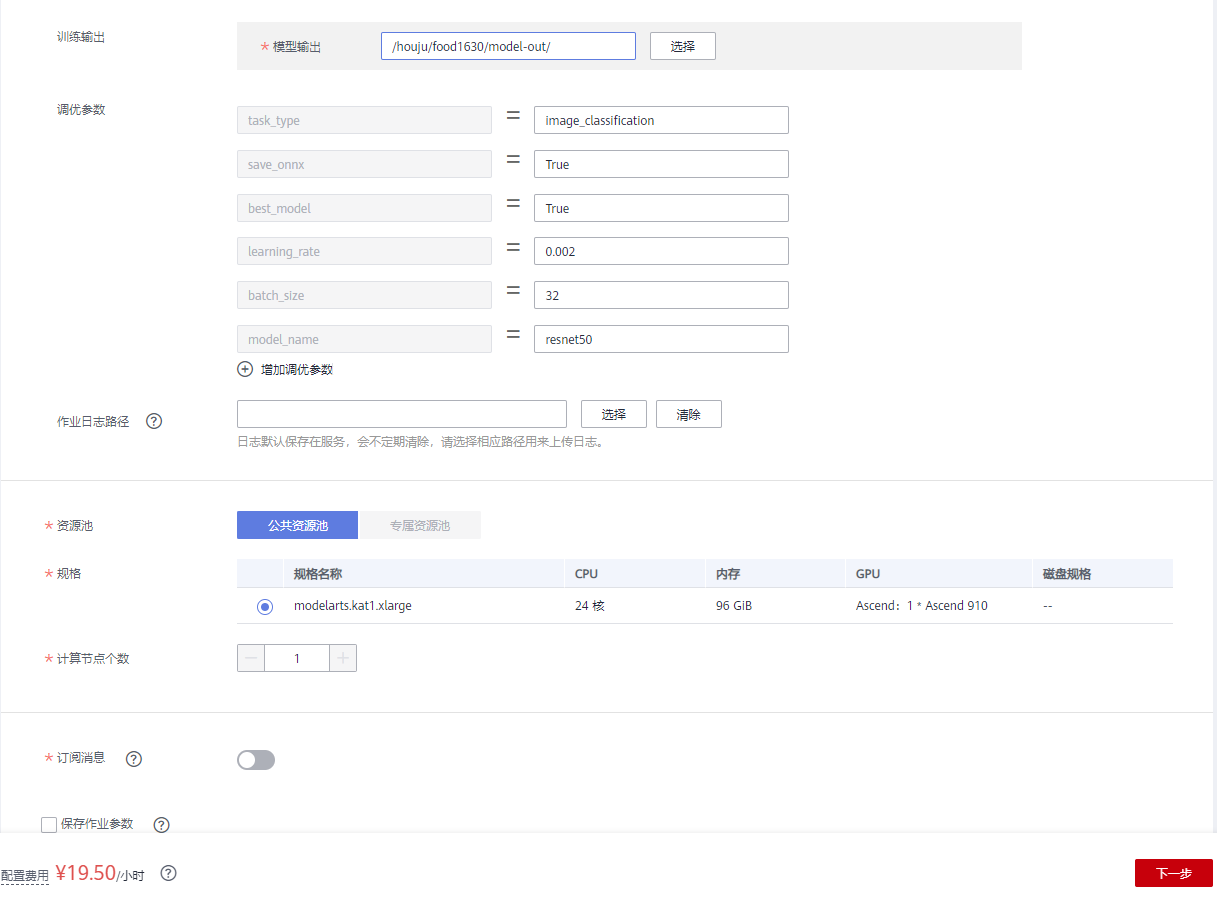 训练输出
* 模型输出 /houju/food1630/model-out/ 选择
调优参数
task_type = image_classification
save_onnx = True
best_model = True
learning_rate = 0.002
batch_size = 32
model_name = resnet50
+ 增加调优参数
作业日志路径 ? 选择 清除
日志默认保存在服务，会不定期清除，请选择相应路径用来上传日志。
* 资源池 公共资源池 专属资源池
* 规格 规格名称 CPU 内存 GPU 磁盘规格
modelarts.kat1.xlarge 24 核 96 GiB Ascend：1 * Ascend 910 --
* 计算节点个数 − 1 +
* 订阅消息 ?
保存作业参数 ?
配置费用 ¥19.50/小时 ? 下一步